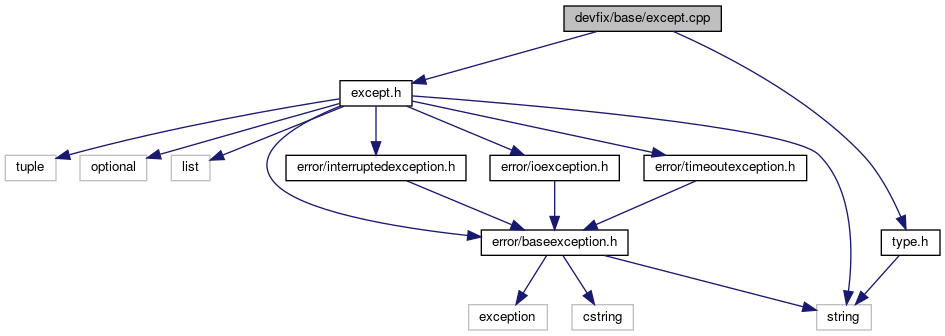 devfix/base/except.cpp
except.h
tuple
optional
list
error/interruptedexception.h
error/ioexception.h
error/timeoutexception.h
error/baseexception.h
type.h
exception
cstring
string